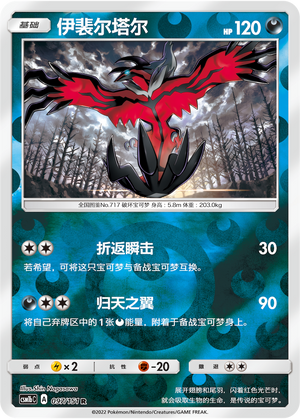 基础
伊裴尔塔尔
HP 120
全国图鉴No.717 破坏宝可梦 身高：5.8m 体重：203.0kg
折返瞬击 30
若希望，可将这只宝可梦与备战宝可梦互换。
归天之翼 90
将自己弃牌区中的1张能量，附着于备战宝可梦身上。
弱点 ×2 抗性 -20 撤退
Illus.Shin Nagasawa
csm1b C A 097/151 R
展开翅膀和尾羽、闪着红色光芒时，
就会吸取生物的生命，是传说的宝可梦。
©2022 Pokémon/Nintendo/Creatures/GAME FREAK.